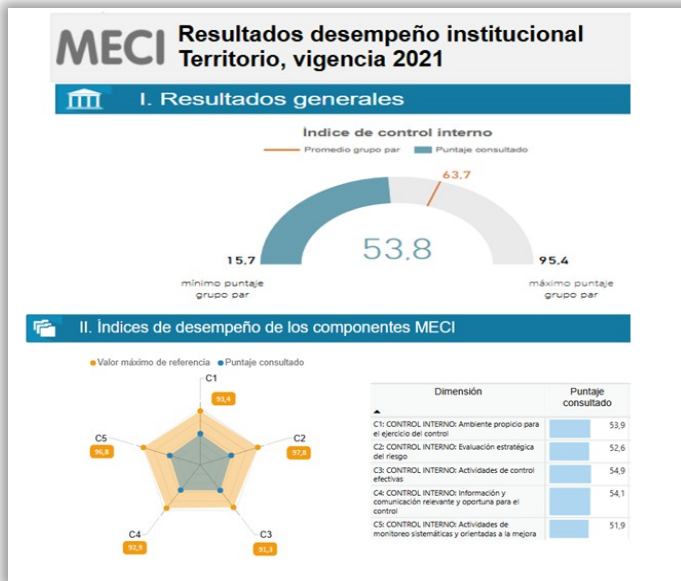 MECI
Resultados desempeño institucional
Territorio, vigencia 2021
I. Resultados generales
Índice de control interno
Promedio grupo par
Puntaje consultado
63,7
53,8
15,7
95,4
mínimo puntaje
grupo par
máximo puntaje
grupo par
II. Índices de desempeño de los componentes MECI
Valor máximo de referencia
Puntaje consultado
C1
93,4
C5
96,8
C2
97,8
C4
92,9
C3
91,3
Dimensión
Puntaje
consultado
C1: CONTROL INTERNO: Ambiente propicio para
el ejercicio del control
53,9
C2: CONTROL INTERNO: Evaluación estratégica
del riesgo
52,6
C3: CONTROL INTERNO: Actividades de control
efectivas
54,9
C4: CONTROL INTERNO: Información y
comunicación relevante y oportuna para el
control
54,1
C5: CONTROL INTERNO: Actividades de
monitoreo sistemáticas y orientadas a la mejora
51,9